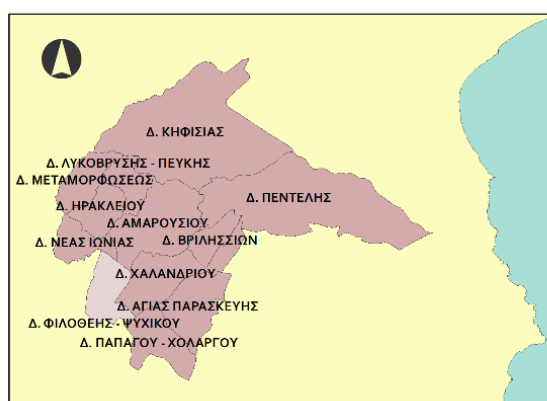 Δ. ΚΗΦΙΣΙΑΣ
Δ. ΛΥΚΟΒΡΥΣΗΣ - ΠΕΥΚΗΣ
Δ. ΜΕΤΑΜΟΡΦΩΣΕΩΣ
Δ. ΠΕΝΤΕΛΗΣ
Δ. ΗΡΑΚΛΕΙΟΥ
Δ. ΑΜΑΡΟΥΣΙΟΥ
Δ. ΝΕΑΣ ΙΩΝΙΑΣ
Δ. ΒΡΙΛΗΣΣΙΩΝ
Δ. ΧΑΛΑΝΔΡΙΟΥ
Δ. ΑΓΙΑΣ ΠΑΡΑΣΚΕΥΗΣ
Δ. ΦΙΛΟΘΕΗΣ - ΨΥΧΙΚΟΥ
Δ. ΠΑΠΑΓΟΥ - ΧΟΛΑΡΓΟΥ